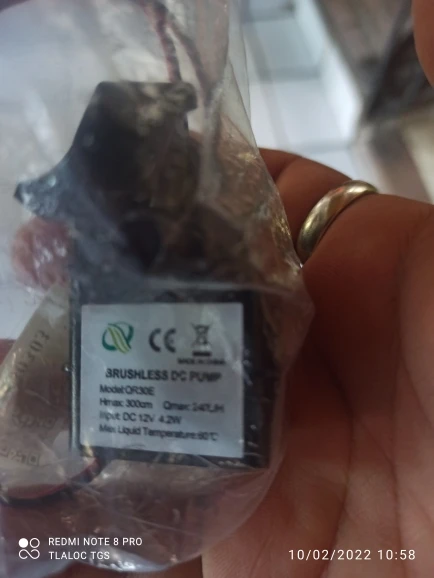 CE
MADE IN CHINA
BRUSHLESS DC PUMP
Model:QR30E
Hmax: 300cm Qmax: 240L/H
Input: DC 12V 4.2W
Max Liquid Temperature:60℃
REDMI NOTE 8 PRO
TLALOC TGS
10/02/2022 10:58